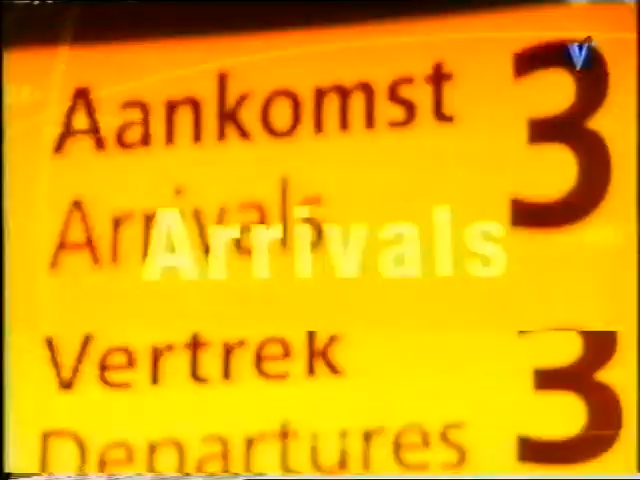 Aankomst 3
Arrivals
Arrivals
Vertrek 3
Departures
V